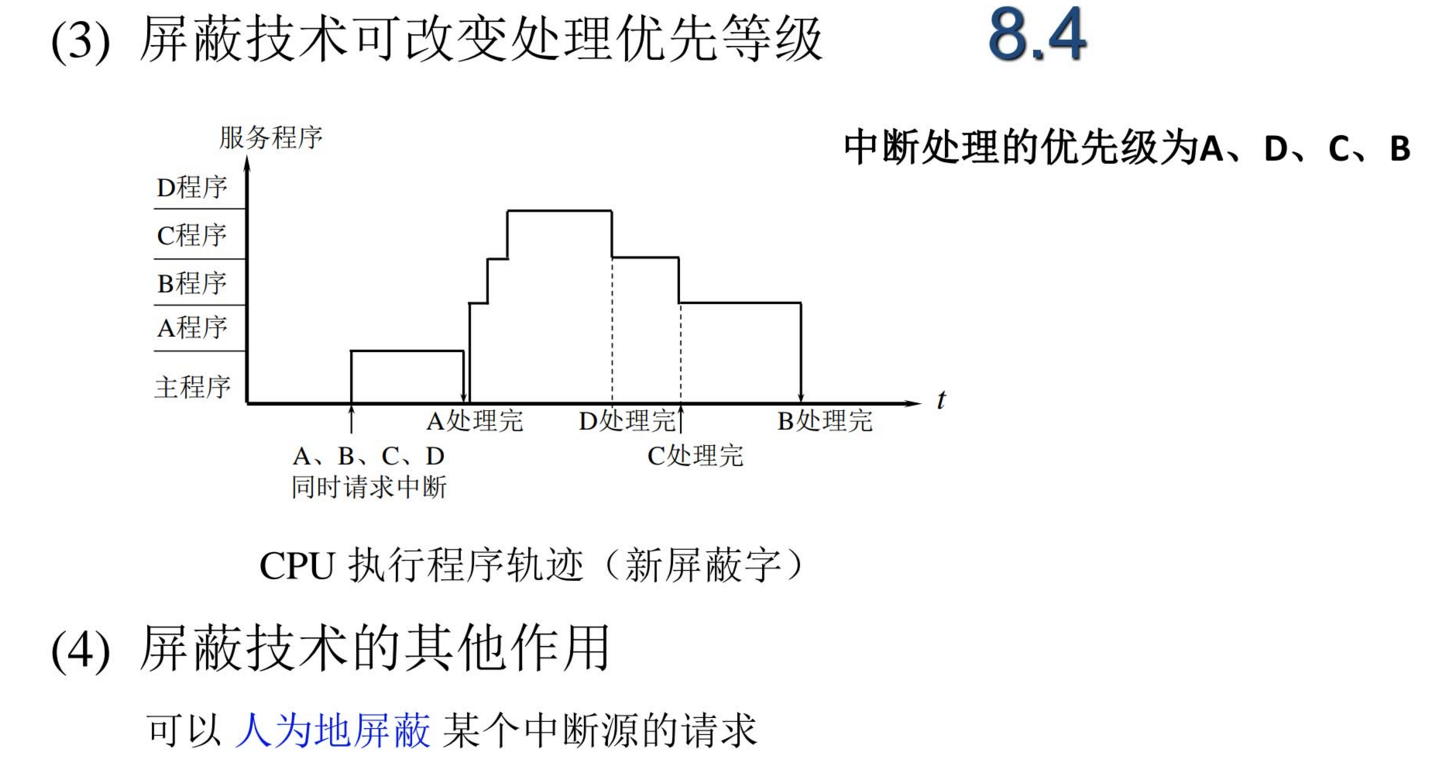 (3) 屏蔽技术可改变处理优先等级
8.4
中断处理的优先级为A、D、C、B
服务程序
D程序
C程序
B程序
A程序
主程序
t
A处理完
D处理完
B处理完
A、B、C、D
C处理完
同时请求中断
CPU 执行程序轨迹（新屏蔽字）
(4) 屏蔽技术的其他作用
可以 人为地屏蔽 某个中断源的请求